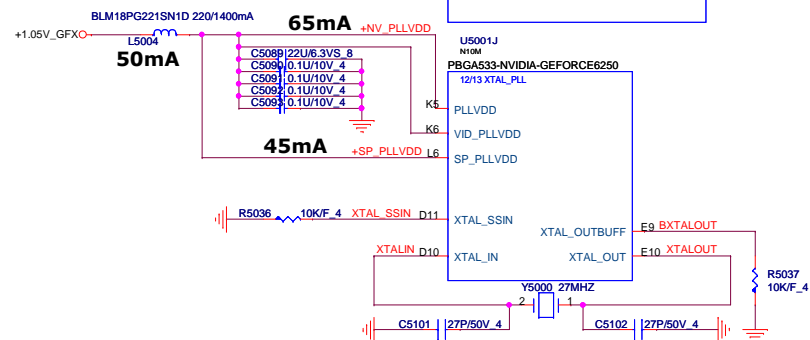 BLM18PG221SN1D 220/1400mA
+1.05V_GFX
L5004
50mA
65mA
+NV_PLLVDD
C5089 22U/6.3VS_8
C5090 0.1U/10V_4
C5091 0.1U/10V_4
C5092 0.1U/10V_4
C5093 0.1U/10V_4
45mA
+SP_PLLVDD
U5001J
N10M
PBGA533-NVIDIA-GEFORCE6250
12/13 XTAL_PLL
K5 PLLVDD
K6 VID_PLLVDD
L6 SP_PLLVDD
R5036 10K/F_4 XTAL_SSIN D11 XTAL_SSIN
XTAL_OUTBUFF E9 BXTALOUT
XTALIN D10 XTAL_IN
XTAL_OUT E10 XTALOUT
R5037
10K/F_4
Y5000 27MHZ
2 1
C5101 27P/50V_4
C5102 27P/50V_4